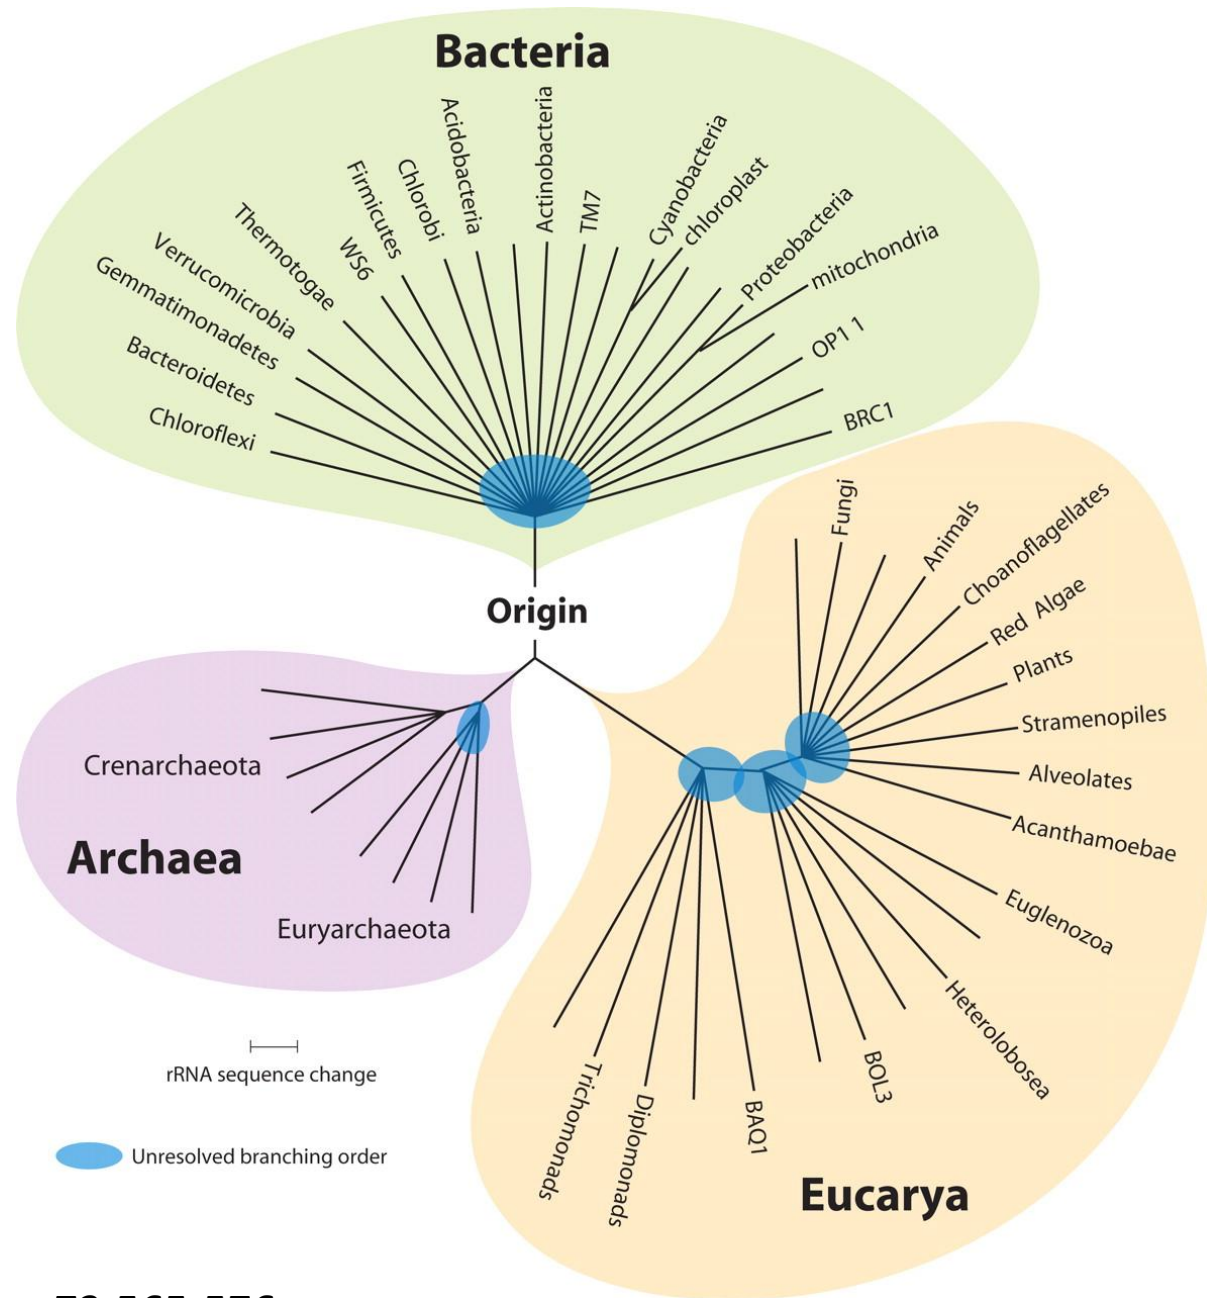 Bacteria
Chloroflexi
Bacteroidetes
Gemmatimonadetes
Verrucomicrobia
Thermotogae
WS6
Firmicutes
Chlorobi
Acidobacteria
Actinobacteria
TM7
Cyanobacteria
chloroplast
Proteobacteria
mitochondria
OP1 1
BRC1
Origin
Crenarchaeota
Archaea
Euryarchaeota
Fungi
Animals
Choanoflagellates
Red Algae
Plants
Stramenopiles
Alveolates
Acanthamoebae
Euglenozoa
Heterolobosea
BOL3
BAQ1
Diplomonads
Trichomonads
Eucarya
rRNA sequence change
Unresolved branching order